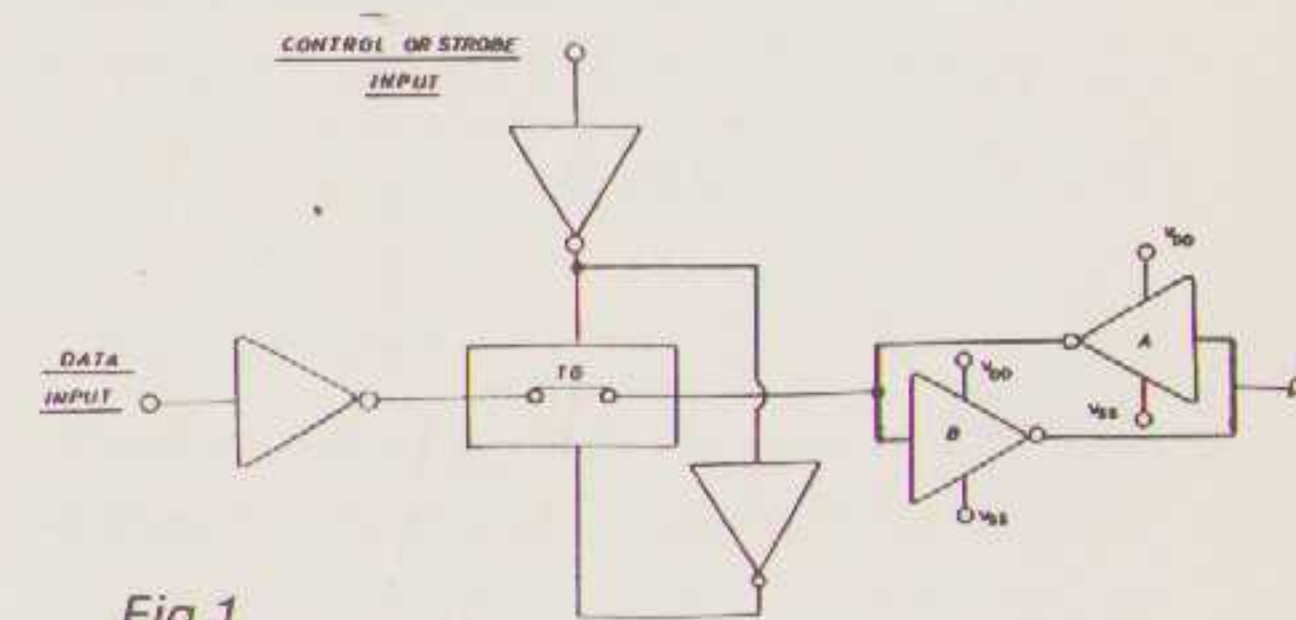 CONTROL OR STROBE
INPUT
DATA
INPUT
TG
VDD
A
VSS
VDD
B
VSS
Fig 1